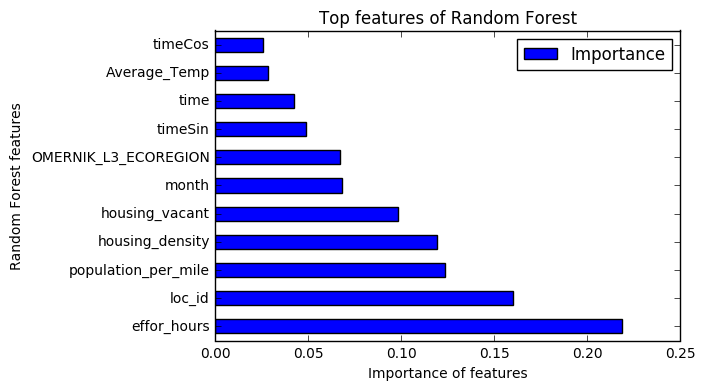 Top features of Random Forest
Importance
Random Forest features
timeCos
Average_Temp
time
timeSin
OMERNIK_L3_ECOREGION
month
housing_vacant
housing_density
population_per_mile
loc_id
effor_hours
0.00 0.05 0.10 0.15 0.20 0.25
Importance of features